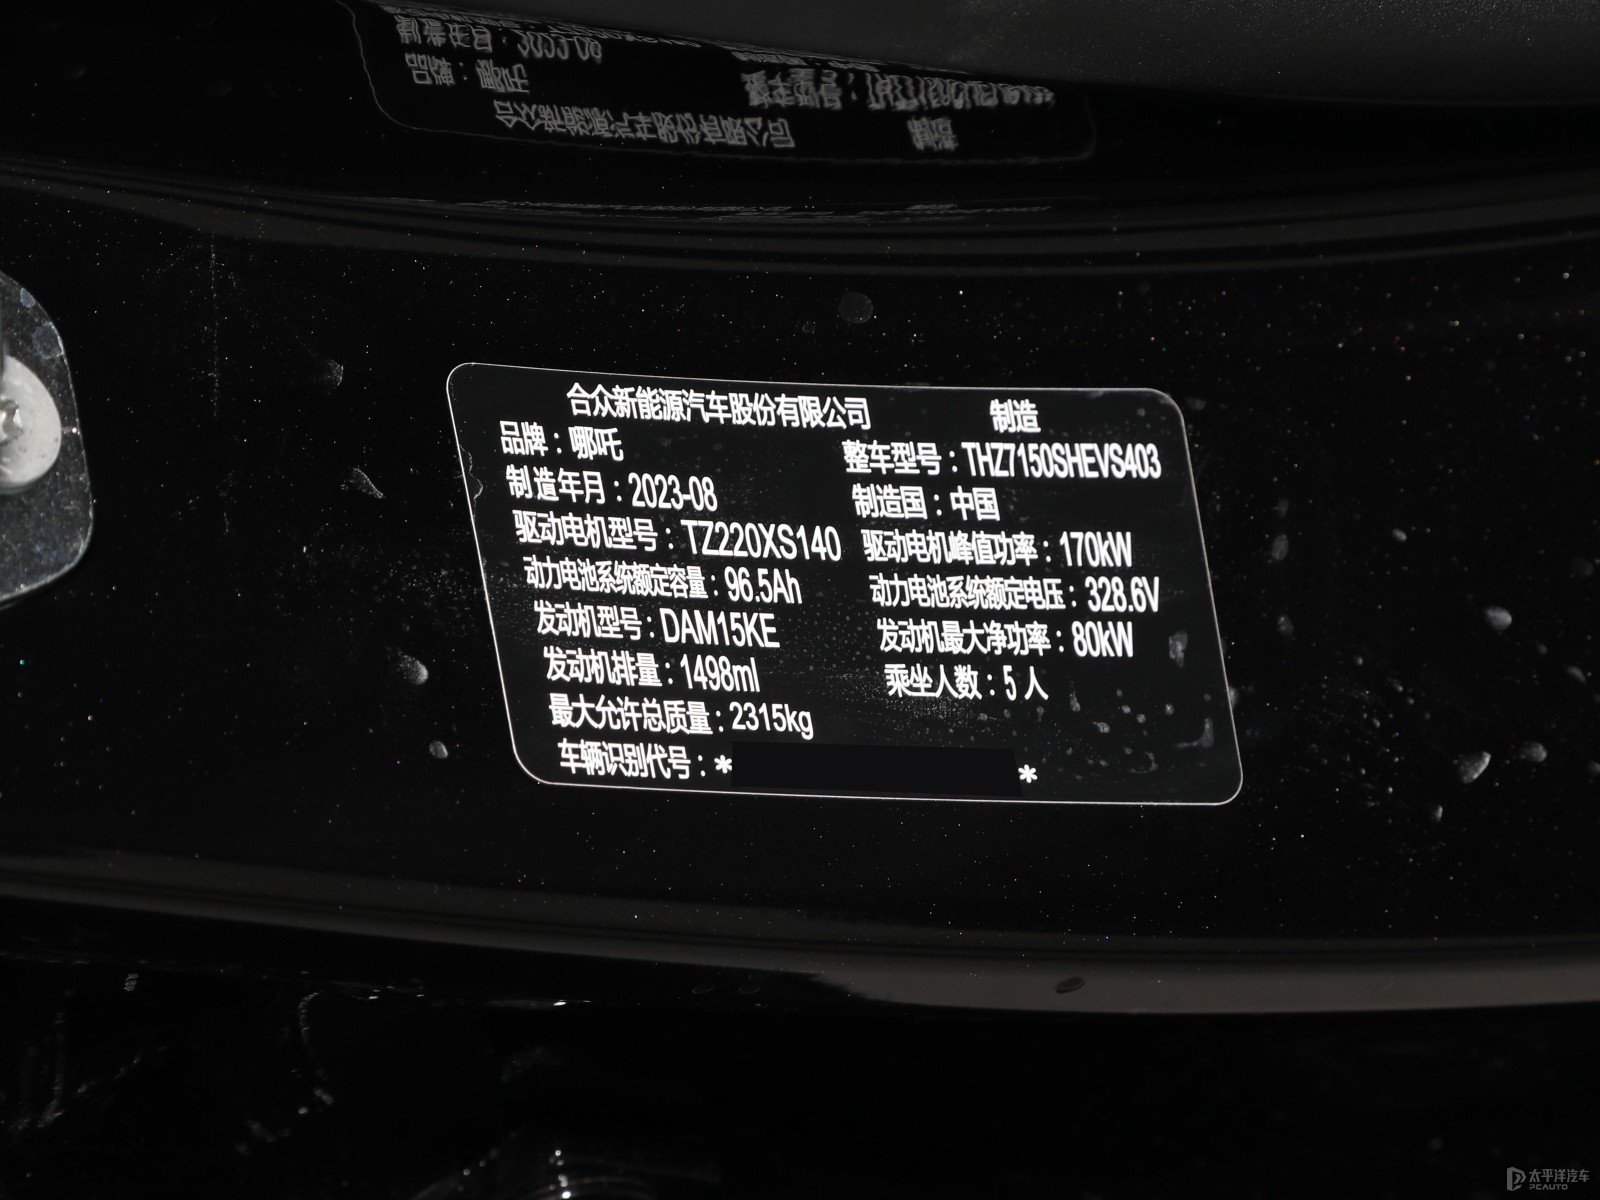 合众新能源汽车股份有限公司 制造
品牌：哪吒 整车型号：THZ7150SHEVS403
制造年月：2023-08 制造国：中国
驱动电机型号：TZ220XS140 驱动电机峰值功率：170kW
动力电池系统额定容量：96.5Ah 动力电池系统额定电压：328.6V
发动机型号：DAM15KE 发动机最大净功率：80kW
发动机排量：1498ml 乘坐人数：5人
最大允许总质量：2315kg
车辆识别代号：* *
太平洋汽车
PCAUTO